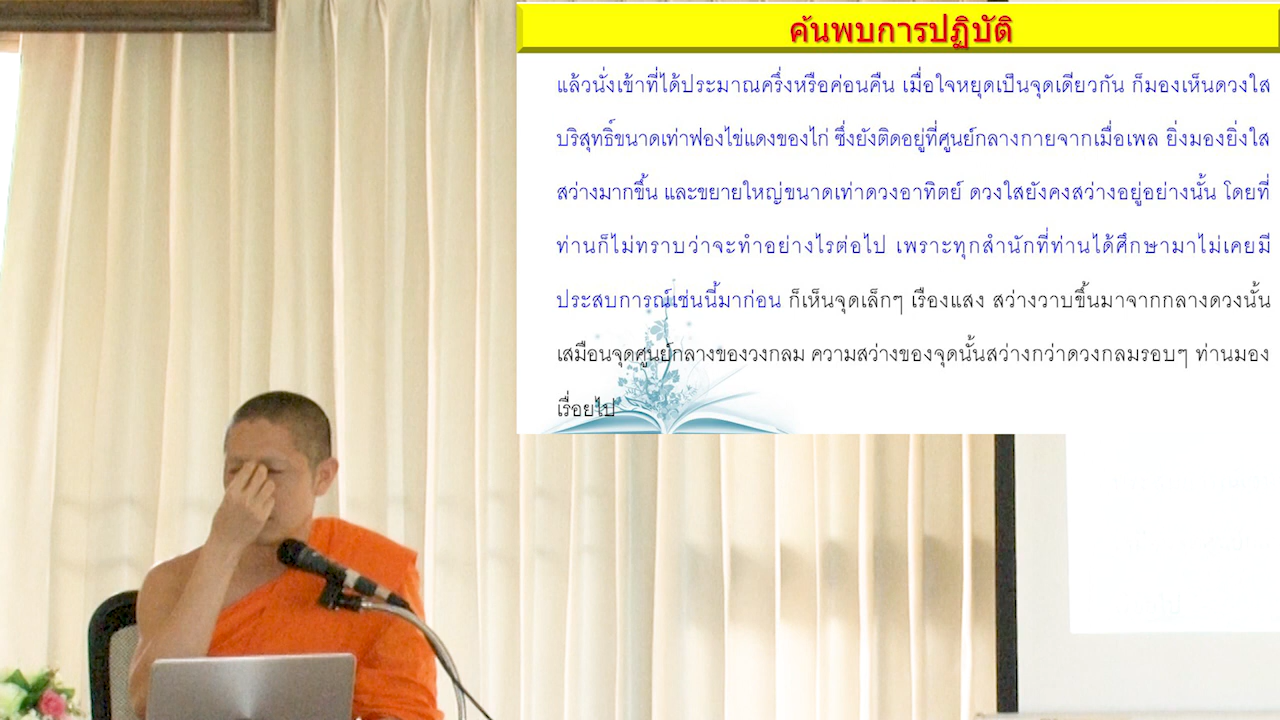 ค้นพบการปฏิบัติ
แล้วนั่งเข้าที่ได้ประมาณครึ่งหรือค่อนคืน เมื่อใจหยุดเป็นจุดเดียวกัน ก็มองเห็นดวงใส
บริสุทธิ์ขนาดเท่าฟองไข่แดงของไก่ ซึ่งยังติดอยู่ที่ศูนย์กลางกายจากเมื่อเพล ยิ่งมองยิ่งใส
สว่างมากขึ้น และขยายใหญ่ขนาดเท่าดวงอาทิตย์ ดวงใสยังคงสว่างอยู่อย่างนั้น โดยที่
ท่านก็ไม่ทราบว่าจะทำอย่างไรต่อไป เพราะทุกสำนักที่ท่านได้ศึกษามาไม่เคยมี
ประสบการณ์เช่นนี้มาก่อน ก็เห็นจุดเล็กๆ เรืองแสง สว่างวาบขึ้นมาจากกลางดวงนั้น
เสมือนจุดศูนย์กลางของวงกลม ความสว่างของจุดนั้นสว่างกว่าดวงกลมรอบๆ ท่านมอง
เรื่อยไป